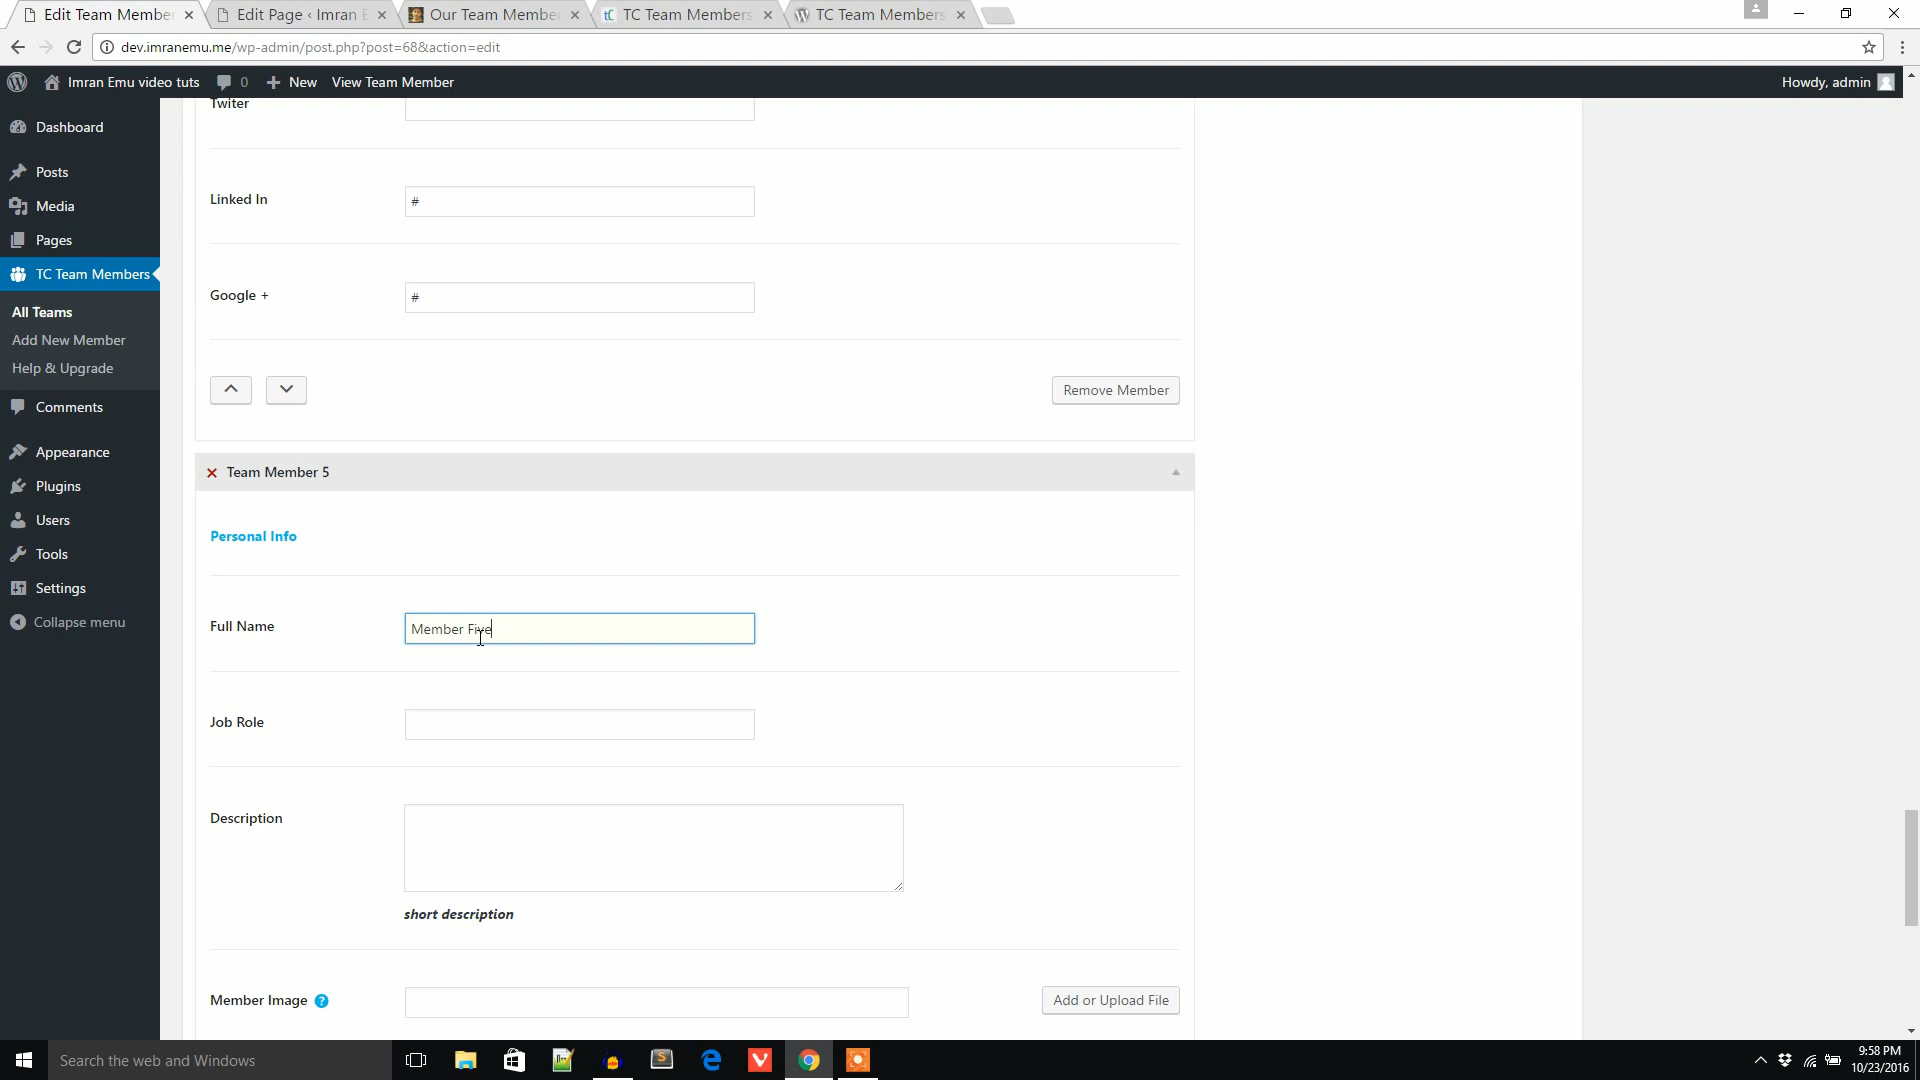 Edit Team Membe
Edit Page ‹ Imran E
Our Team Membe
TC Team Members
TC Team Members
dev.imranemu.me/wp-admin/post.php?post=68&action=edit
Imran Emu video tuts
0
New
View Team Member
Howdy, admin
Dashboard
Posts
Media
Pages
TC Team Members
All Teams
Add New Member
Help & Upgrade
Comments
Appearance
Plugins
Users
Tools
Settings
Collapse menu
Twiter
Linked In
#
Google +
#
Remove Member
Team Member 5
Personal Info
Full Name
Member Five
Job Role
Description
short description
Member Image
Add or Upload File
Search the web and Windows
9:58 PM
10/23/2016